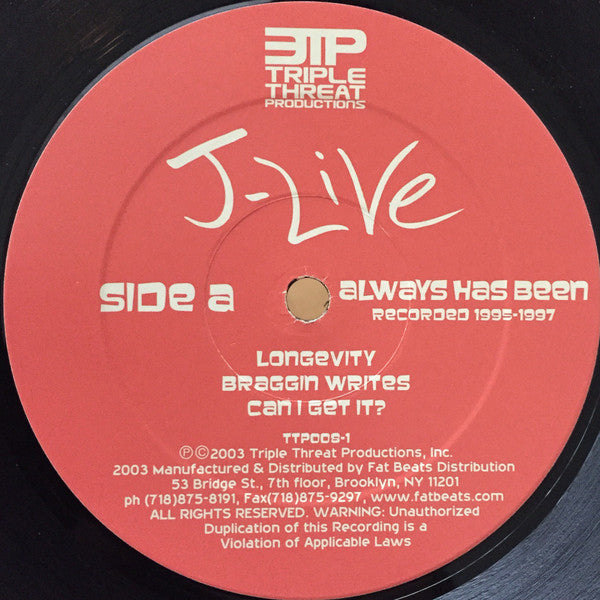 3TP
TRIPLE
THREAT
PRODUCTIONS
J-Live
SIDE A
ALWAYS HAS BEEN
RECORDED 1995-1997
LONGEVITY
BRAGGIN WRITES
CAN I GET IT?
TTP008-1
Ⓟ©2003 Triple Threat Productions, Inc.
2003 Manufactured & Distributed by Fat Beats Distribution
53 Bridge St., 7th floor, Brooklyn, NY 11201
ph (718)875-8191, Fax(718)875-9297, www.fatbeats.com
ALL RIGHTS RESERVED. WARNING: Unauthorized
Duplication of this Recording is a
Violation of Applicable Laws